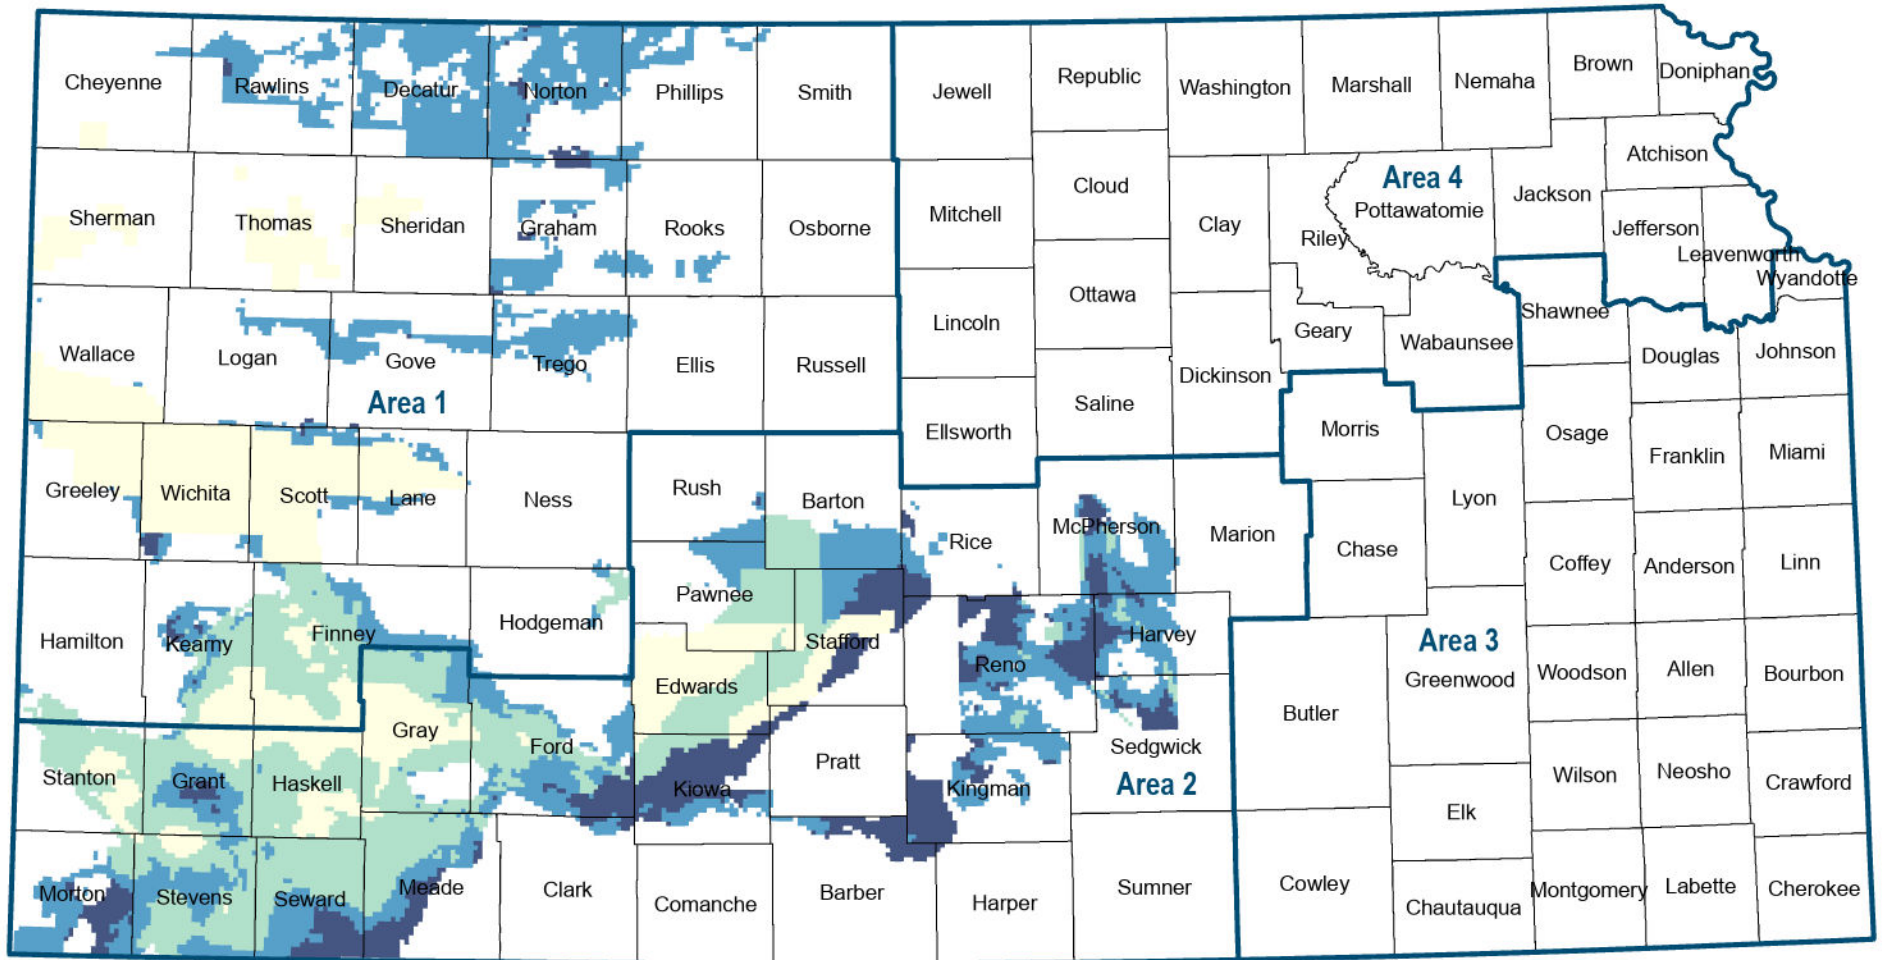 Cheyenne
Rawlins
Decatur
Norton
Phillips
Smith
Jewell
Republic
Washington
Marshall
Nemaha
Brown
Doniphan
Sherman
Thomas
Sheridan
Graham
Rooks
Osborne
Mitchell
Cloud
Clay
Riley
Area 4
Pottawatomie
Jackson
Atchison
Jefferson
Leavenworth
Wyandotte
Wallace
Logan
Gove
Area 1
Trego
Ellis
Russell
Lincoln
Ottawa
Dickinson
Geary
Wabaunsee
Shawnee
Douglas
Johnson
Greeley
Wichita
Scott
Lane
Ness
Rush
Barton
Ellsworth
Saline
Rice
McPherson
Marion
Morris
Chase
Lyon
Osage
Franklin
Miami
Coffey
Anderson
Linn
Hamilton
Kearny
Finney
Hodgeman
Pawnee
Stafford
Edwards
Reno
Harvey
Sedgwick
Area 2
Butler
Area 3
Greenwood
Woodson
Allen
Bourbon
Stanton
Grant
Haskell
Gray
Ford
Kiowa
Pratt
Kingman
Elk
Wilson
Neosho
Crawford
Morton
Stevens
Seward
Meade
Clark
Comanche
Barber
Harper
Sumner
Cowley
Chautauqua
Montgomery
Labette
Cherokee